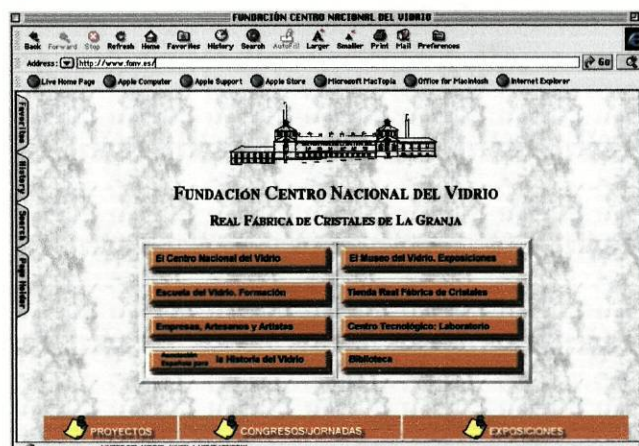 FUNDACIÓN CENTRO NACIONAL DEL VIDRIO
Back Forward Stop Refresh Home Favorites History Search AutoFill Larger Smaller Print Mail Preferences
Address: http://www.fcnv.es/ Go
Live Home Page Apple Computer Apple Support Apple Store Microsoft MacTopia Office for Macintosh Internet Explorer
Favorites
History
Search
Page Holder
FUNDACIÓN CENTRO NACIONAL DEL VIDRIO
REAL FÁBRICA DE CRISTALES DE LA GRANJA
El Centro Nacional del Vidrio El Museo del Vidrio. Exposiciones
Escuela del Vidrio. Formación Tienda Real Fábrica de Cristales
Empresas, Artesanos y Artistas Centro Tecnológico: Laboratorio
Asociación Española para la Historia del Vidrio Biblioteca
PROYECTOS CONGRESOS/JORNADAS EXPOSICIONES